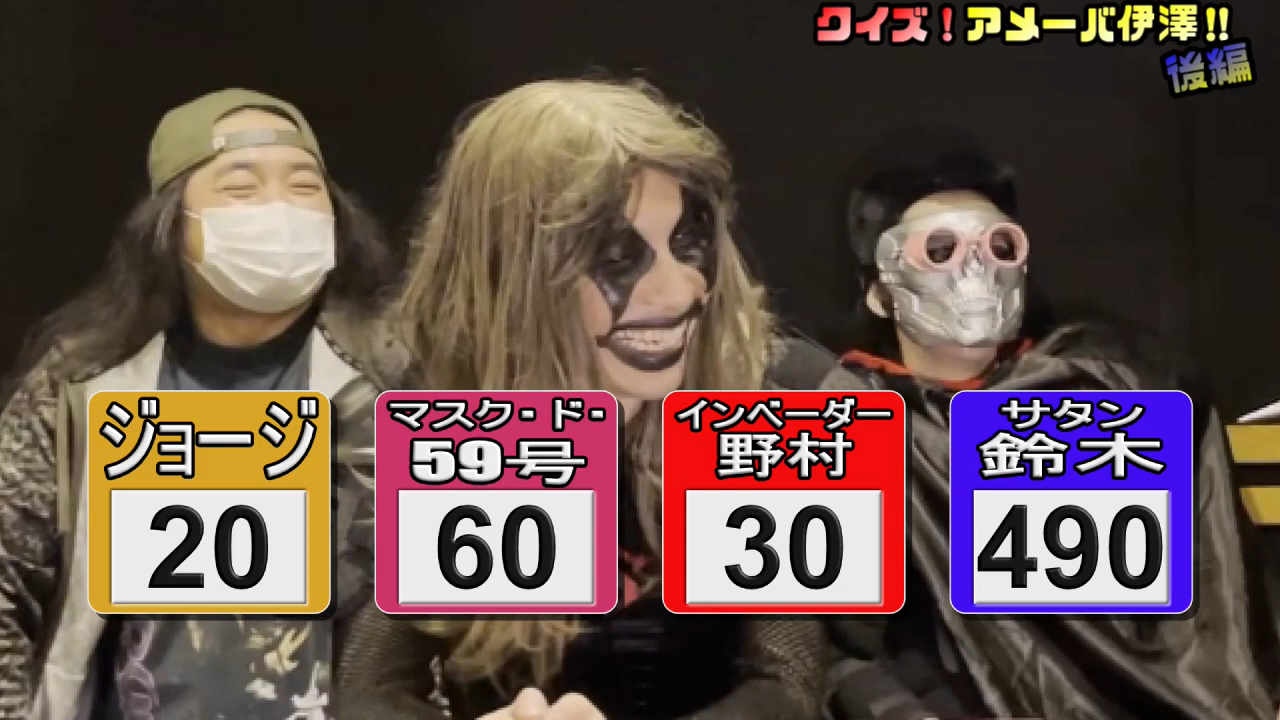 クイズ！アメーバ伊澤!!
後編
ジョージ
20
マスク・ド・
59号
60
インベーダー
野村
30
サタン
鈴木
490